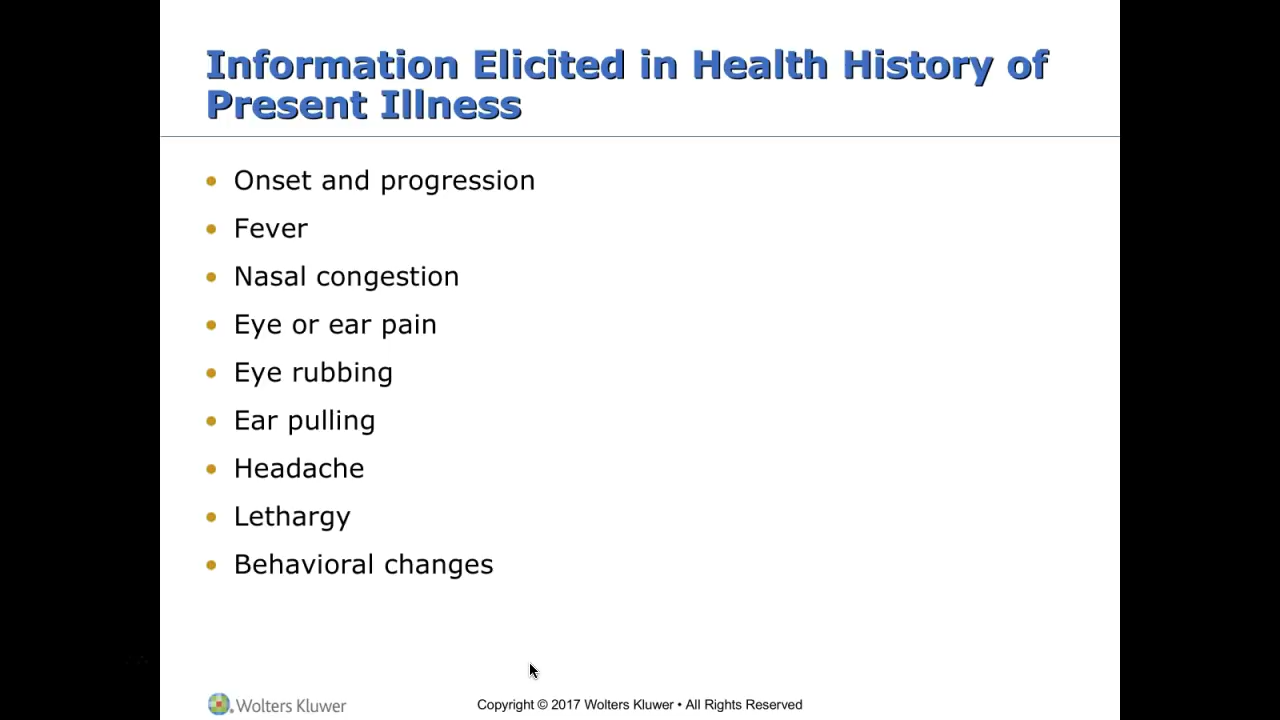 Information Elicited in Health History of
Present Illness
• Onset and progression
• Fever
• Nasal congestion
• Eye or ear pain
• Eye rubbing
• Ear pulling
• Headache
• Lethargy
• Behavioral changes
Wolters Kluwer
Copyright © 2017 Wolters Kluwer • All Rights Reserved